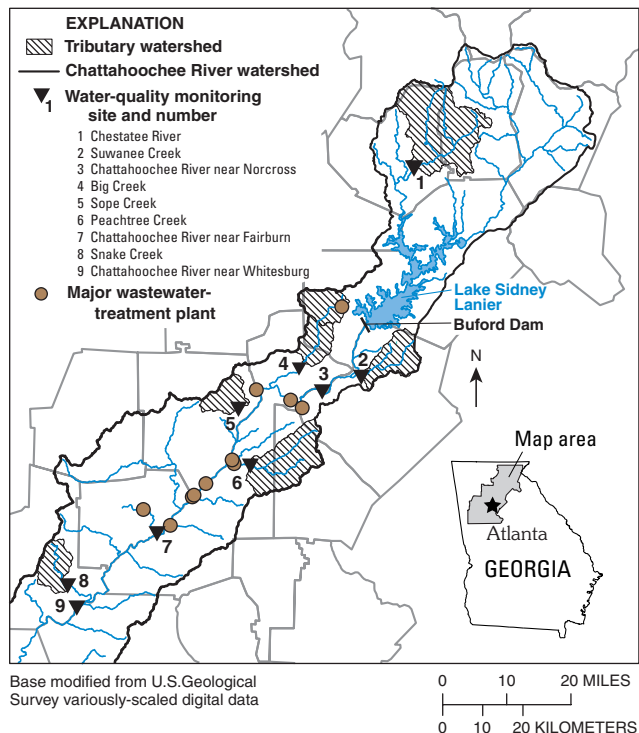 EXPLANATION
Tributary watershed
Chattahoochee River watershed
1 Water-quality monitoring
site and number
1 Chestatee River
2 Suwanee Creek
3 Chattahoochee River near Norcross
4 Big Creek
5 Sope Creek
6 Peachtree Creek
7 Chattahoochee River near Fairburn
8 Snake Creek
9 Chattahoochee River near Whitesburg
Major wastewater-
treatment plant
1
Lake Sidney
Lanier
Buford Dam
2
4
3
N
5
6
7
8
9
Map area
Atlanta
GEORGIA
Base modified from U.S.Geological
Survey variously-scaled digital data
0 10 20 MILES
0 10 20 KILOMETERS